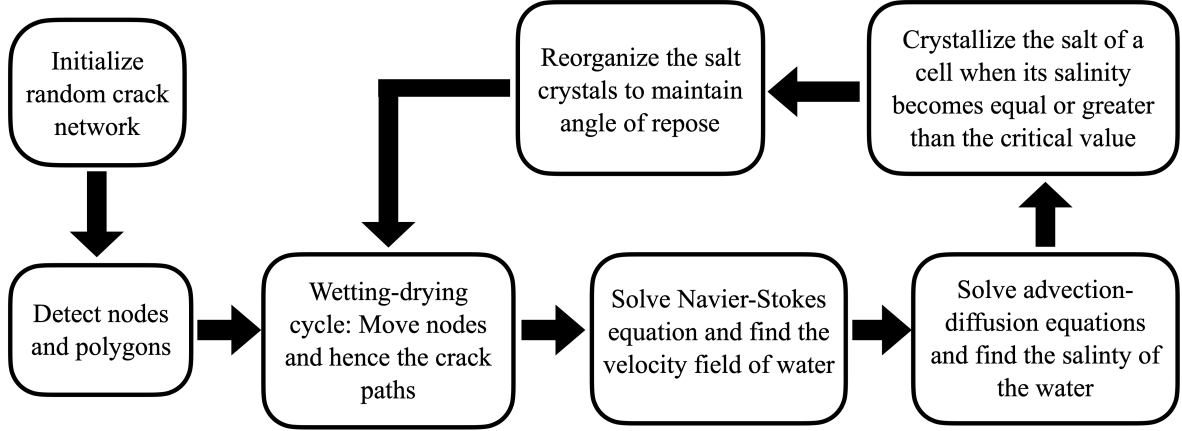 Initialize
random crack
network
Detect nodes
and polygons
Wetting-drying
cycle: Move nodes
and hence the crack
paths
Solve Navier-Stokes
equation and find the
velocity field of water
Solve advection-
diffusion equations
and find the salinty of
the water
Crystallize the salt of a
cell when its salinity
becomes equal or greater
than the critical value
Reorganize the salt
crystals to maintain
angle of repose